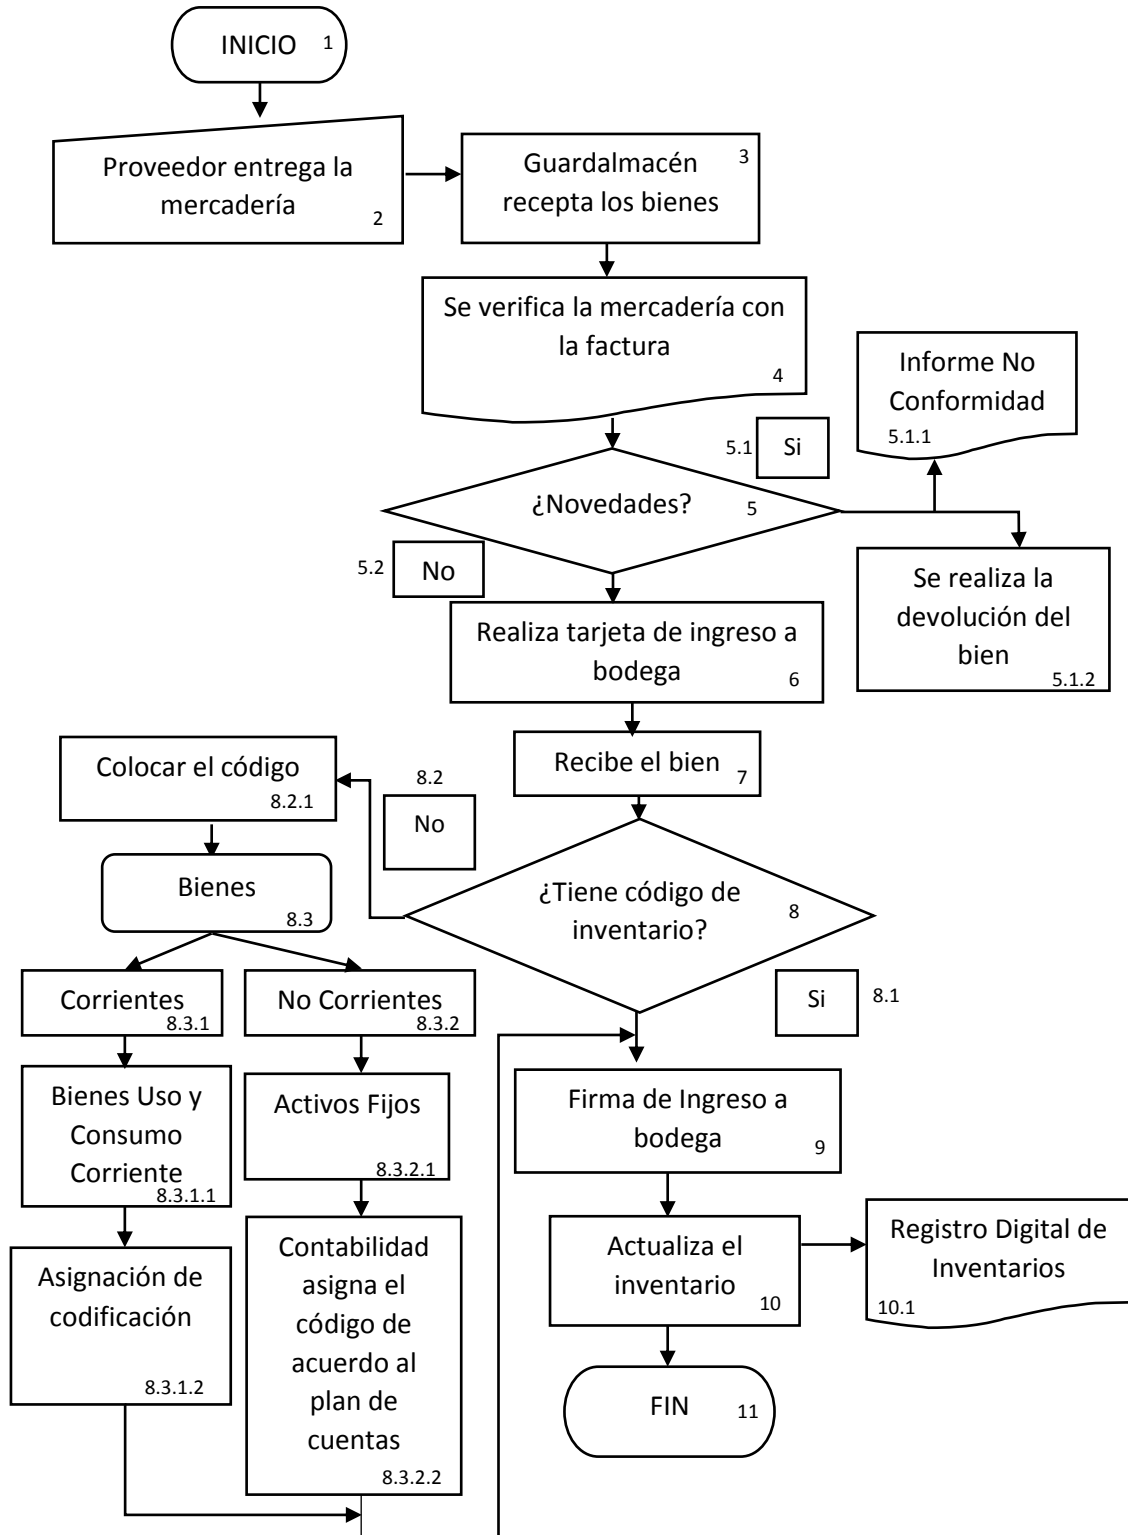 INICIO 1
Proveedor entrega la
mercadería
2
Guardalmacén
recepta los bienes
3
Se verifica la mercadería con
la factura
4
Informe No
Conformidad
5.1.1
5.1 Si
¿Novedades? 5
5.2 No
Se realiza la
devolución del
bien
5.1.2
Realiza tarjeta de ingreso a
bodega
6
Recibe el bien 7
Colocar el código
8.2.1
8.2
No
Bienes
8.3
¿Tiene código de
inventario?
8
Corrientes
8.3.1
No Corrientes
8.3.2
Si 8.1
Bienes Uso y
Consumo
Corriente
8.3.1.1
Activos Fijos
8.3.2.1
Firma de Ingreso a
bodega
9
Asignación de
codificación
8.3.1.2
Contabilidad
asigna el
código de
acuerdo al
plan de
cuentas
8.3.2.2
Actualiza el
inventario
10
Registro Digital de
Inventarios
10.1
FIN 11